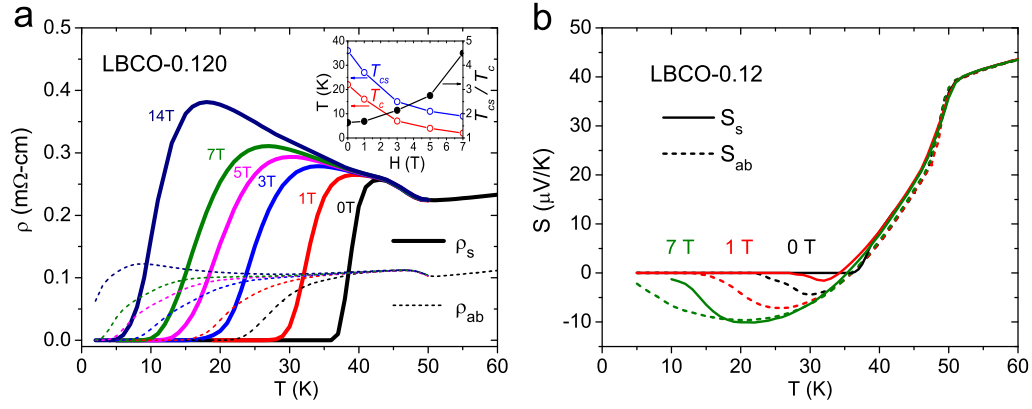 a
LBCO-0.120
ρ (mΩ-cm)
0.5
0.4
0.3
0.2
0.1
0.0
0 10 20 30 40 50 60
T (K)
14T
7T
5T
3T
1T
0T
ρs
ρab
T (K)
40
30
20
10
0
0 1 2 3 4 5 6 7
H (T)
5
4
3
2
1
Tcs / Tc
Tcs
Tc
b
LBCO-0.12
Ss
Sab
S (μV/K)
50
40
30
20
10
0
-10
7 T 1 T 0 T
0 10 20 30 40 50 60
T (K)